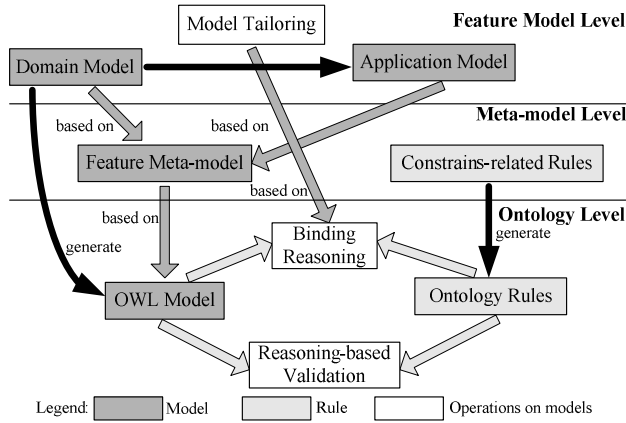 Model Tailoring
Feature Model Level
Domain Model
Application Model
Meta-model Level
based on
based on
Feature Meta-model
Constrains-related Rules
based on
based on
Ontology Level
generate
generate
Binding
Reasoning
OWL Model
Ontology Rules
Reasoning-based
Validation
Legend:
Model
Rule
Operations on models